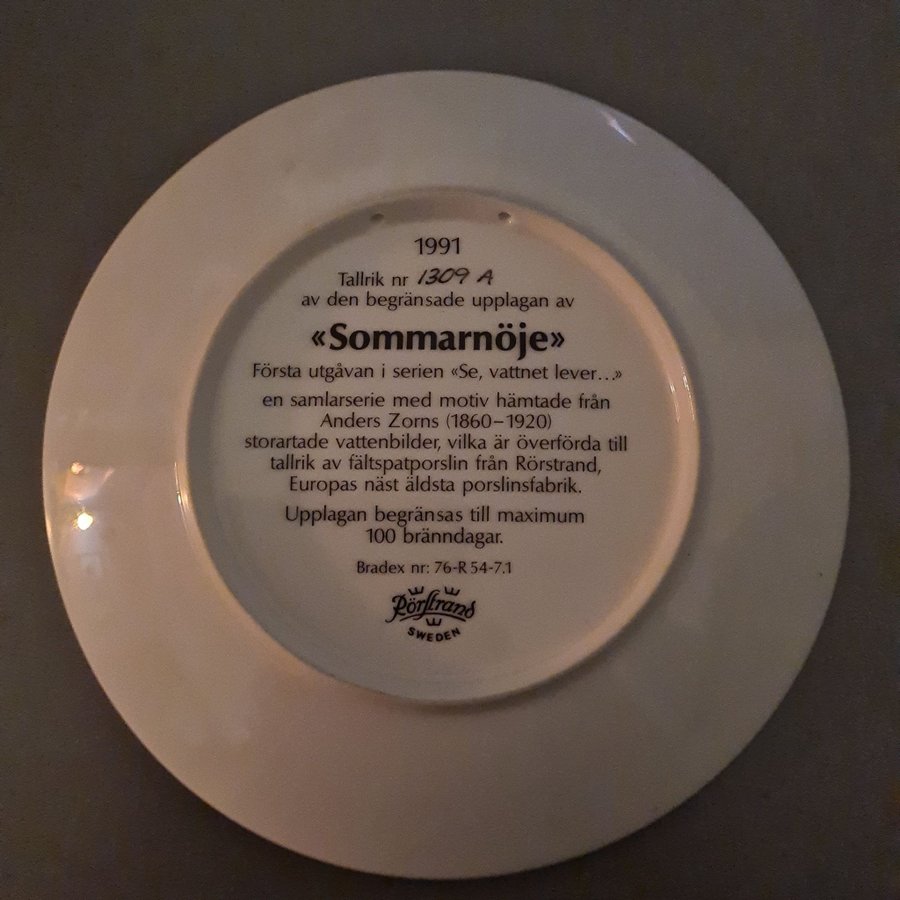 1991
Tallrik nr 1309 A
av den begränsade upplagan av
«Sommarnöje»
Första utgåvan i serien «Se, vattnet lever...»
en samlarserie med motiv hämtade från
Anders Zorns (1860–1920)
storartade vattenbilder, vilka är överförda till
tallrik av fältspatporslin från Rörstrand,
Europas näst äldsta porslinsfabrik.
Upplagan begränsas till maximum
100 bränndagar.
Bradex nr: 76-R 54-7.1
Rörstrand
SWEDEN